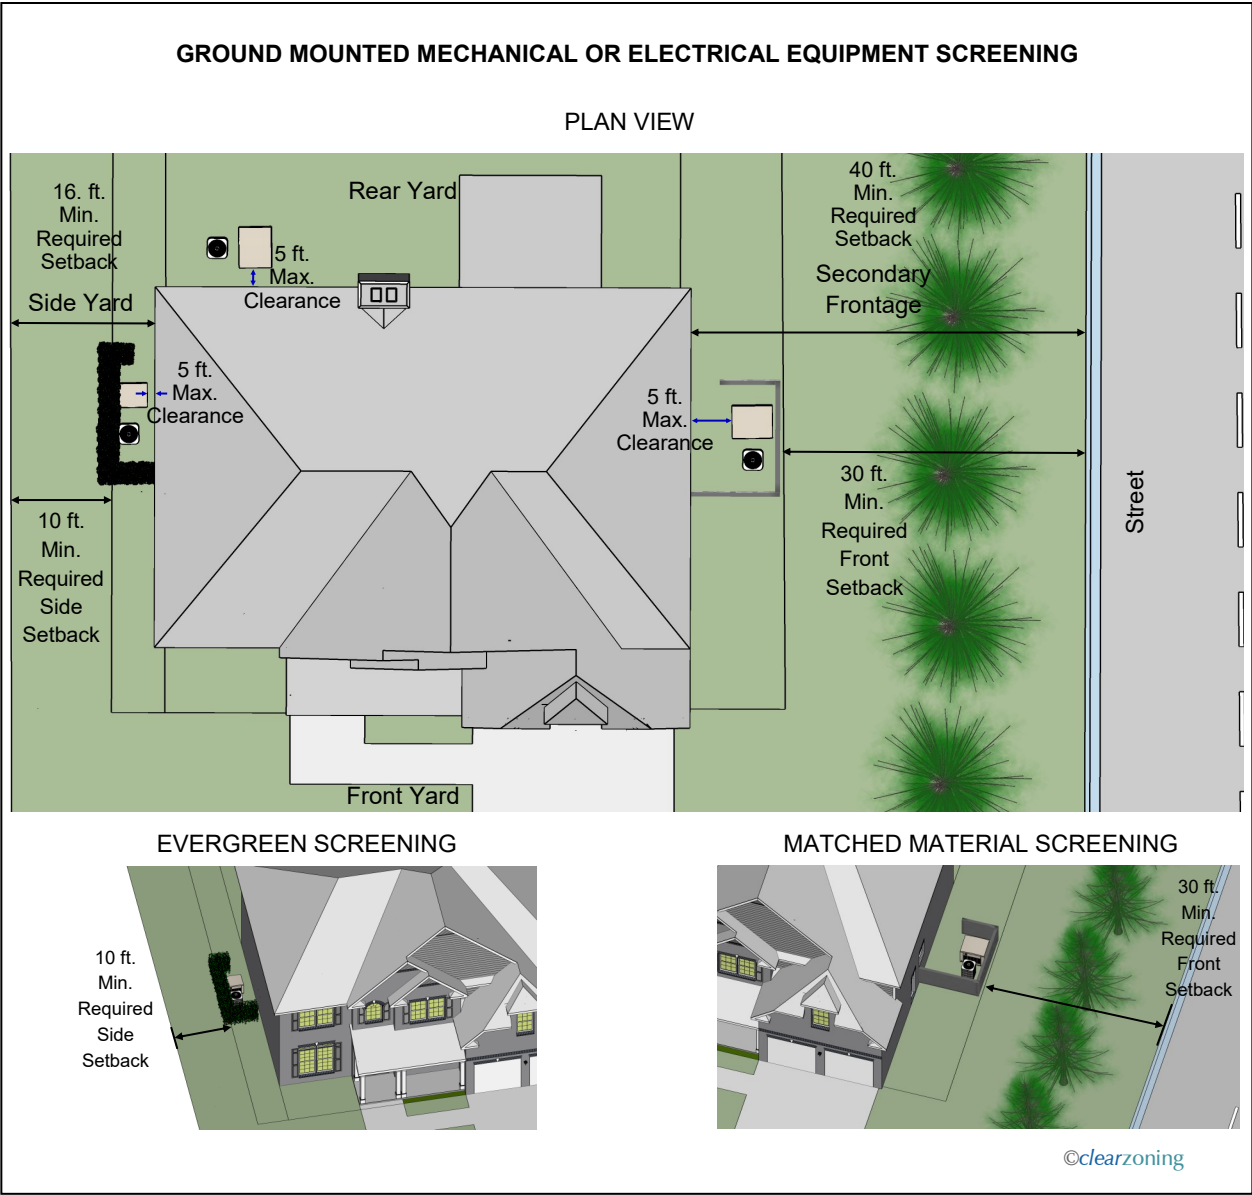 GROUND MOUNTED MECHANICAL OR ELECTRICAL EQUIPMENT SCREENING
PLAN VIEW
16. ft.
Min.
Required
Setback
Side Yard
Rear Yard
5 ft.
Max.
Clearance
40 ft.
Min.
Required
Setback
Secondary
Frontage
5 ft.
Max.
Clearance
5 ft.
Max.
Clearance
10 ft.
Min.
Required
Side
Setback
30 ft.
Min.
Required
Front
Setback
Street
Front Yard
EVERGREEN SCREENING
10 ft.
Min.
Required
Side
Setback
MATCHED MATERIAL SCREENING
30 ft.
Min.
Required
Front
Setback
©clearzoning